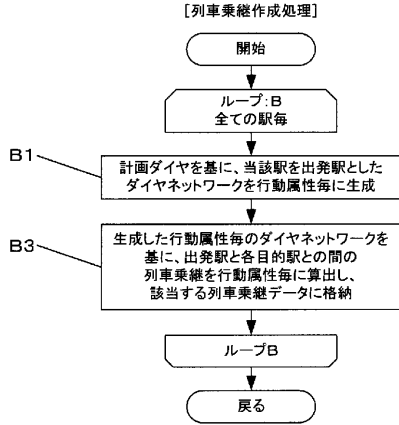 [列車乗継作成処理]
開始
ループ：B
全ての駅毎
B1
計画ダイヤを基に、当該駅を出発駅とした
ダイヤネットワークを行動属性毎に生成
B3
生成した行動属性毎のダイヤネットワークを
基に、出発駅と各目的駅との間の
列車乗継を行動属性毎に算出し、
該当する列車乗継データに格納
ループB
戻る